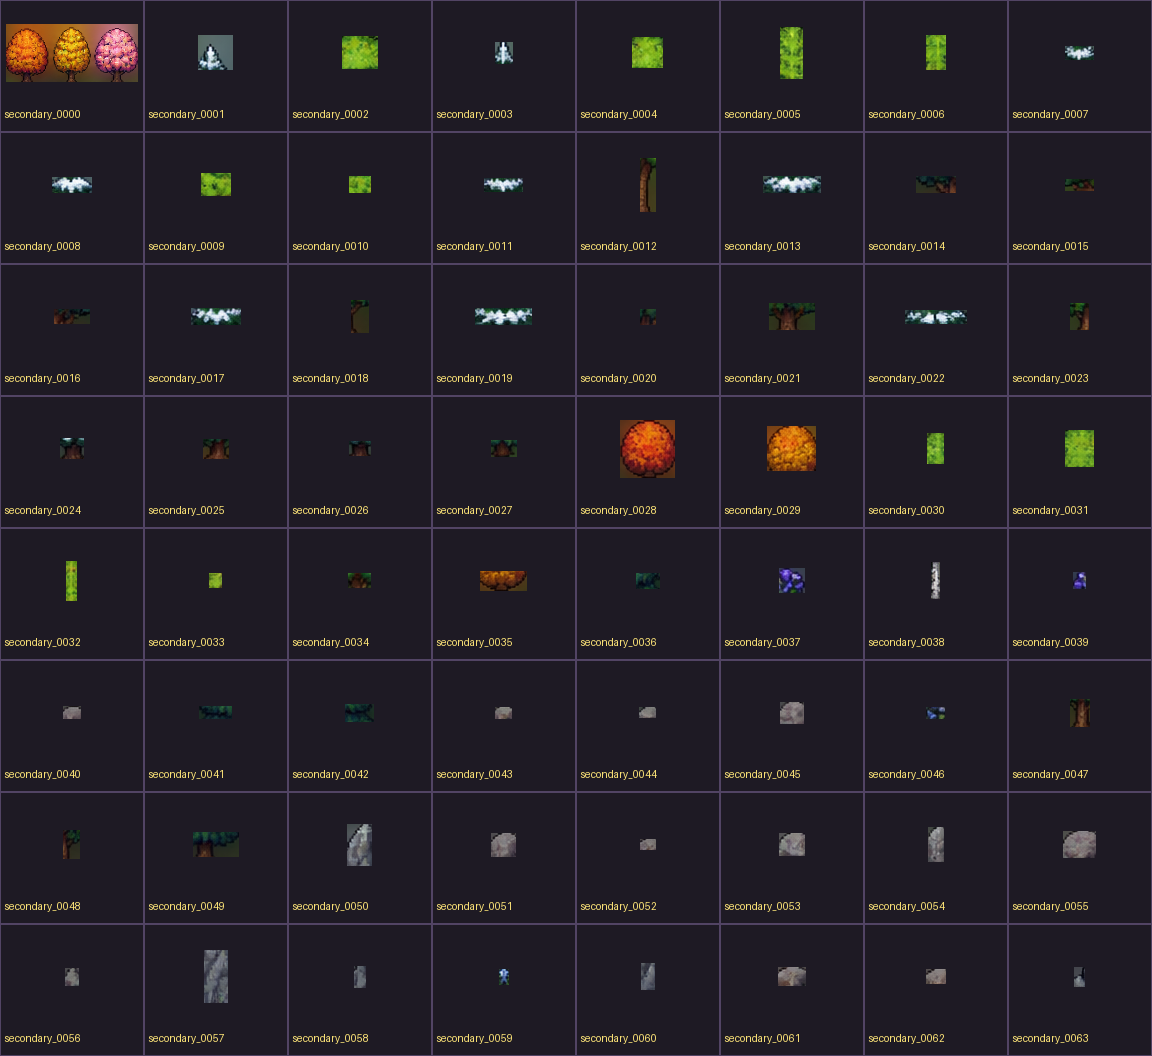 secondary_0000 secondary_0001 secondary_0002 secondary_0003 secondary_0004 secondary_0005 secondary_0006 secondary_0007
secondary_0008 secondary_0009 secondary_0010 secondary_0011 secondary_0012 secondary_0013 secondary_0014 secondary_0015
secondary_0016 secondary_0017 secondary_0018 secondary_0019 secondary_0020 secondary_0021 secondary_0022 secondary_0023
secondary_0024 secondary_0025 secondary_0026 secondary_0027 secondary_0028 secondary_0029 secondary_0030 secondary_0031
secondary_0032 secondary_0033 secondary_0034 secondary_0035 secondary_0036 secondary_0037 secondary_0038 secondary_0039
secondary_0040 secondary_0041 secondary_0042 secondary_0043 secondary_0044 secondary_0045 secondary_0046 secondary_0047
secondary_0048 secondary_0049 secondary_0050 secondary_0051 secondary_0052 secondary_0053 secondary_0054 secondary_0055
secondary_0056 secondary_0057 secondary_0058 secondary_0059 secondary_0060 secondary_0061 secondary_0062 secondary_0063